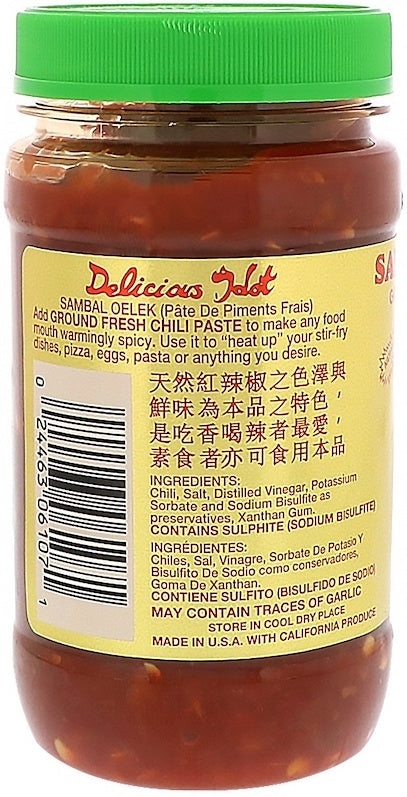 Delicious Hot
SAMBAL OELEK (Pâte De Piments Frais)
Add GROUND FRESH CHILI PASTE to make any food
mouth warmingly spicy. Use it to "heat up" your stir-fry
dishes, pizza, eggs, pasta or anything you desire.
天然紅辣椒之色澤與
鮮味為本品之特色，
是吃香喝辣者最愛，
素食者亦可食用本品
INGREDIENTS:
Chili, Salt, Distilled Vinegar, Potassium
Sorbate and Sodium Bisulfite as
preservatives, Xanthan Gum.
CONTAINS SULPHITE (SODIUM BISULFITE)
INGRÉDIENTES:
Chiles, Sal, Vinagre, Sorbate De Potasio Y
Bisulfito De Sodio como conservadores,
Goma De Xanthan.
CONTIENE SULFITO (BISULFIDO DE SODIO)
MAY CONTAIN TRACES OF GARLIC
STORE IN COOL DRY PLACE
MADE IN U.S.A. WITH CALIFORNIA PRODUCE
0 24463 06107 1
SA